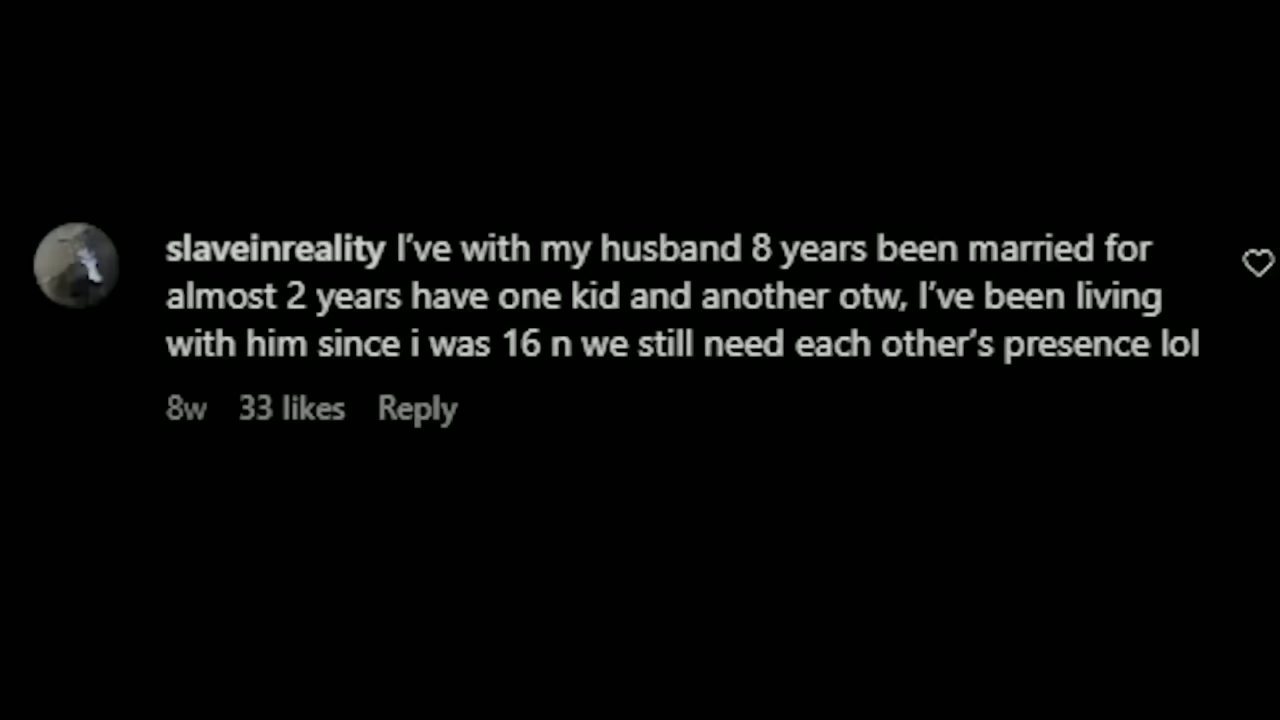 slaveinreality I've with my husband 8 years been married for
almost 2 years have one kid and another otw, I've been living
with him since i was 16 n we still need each other's presence lol
8w 33 likes Reply